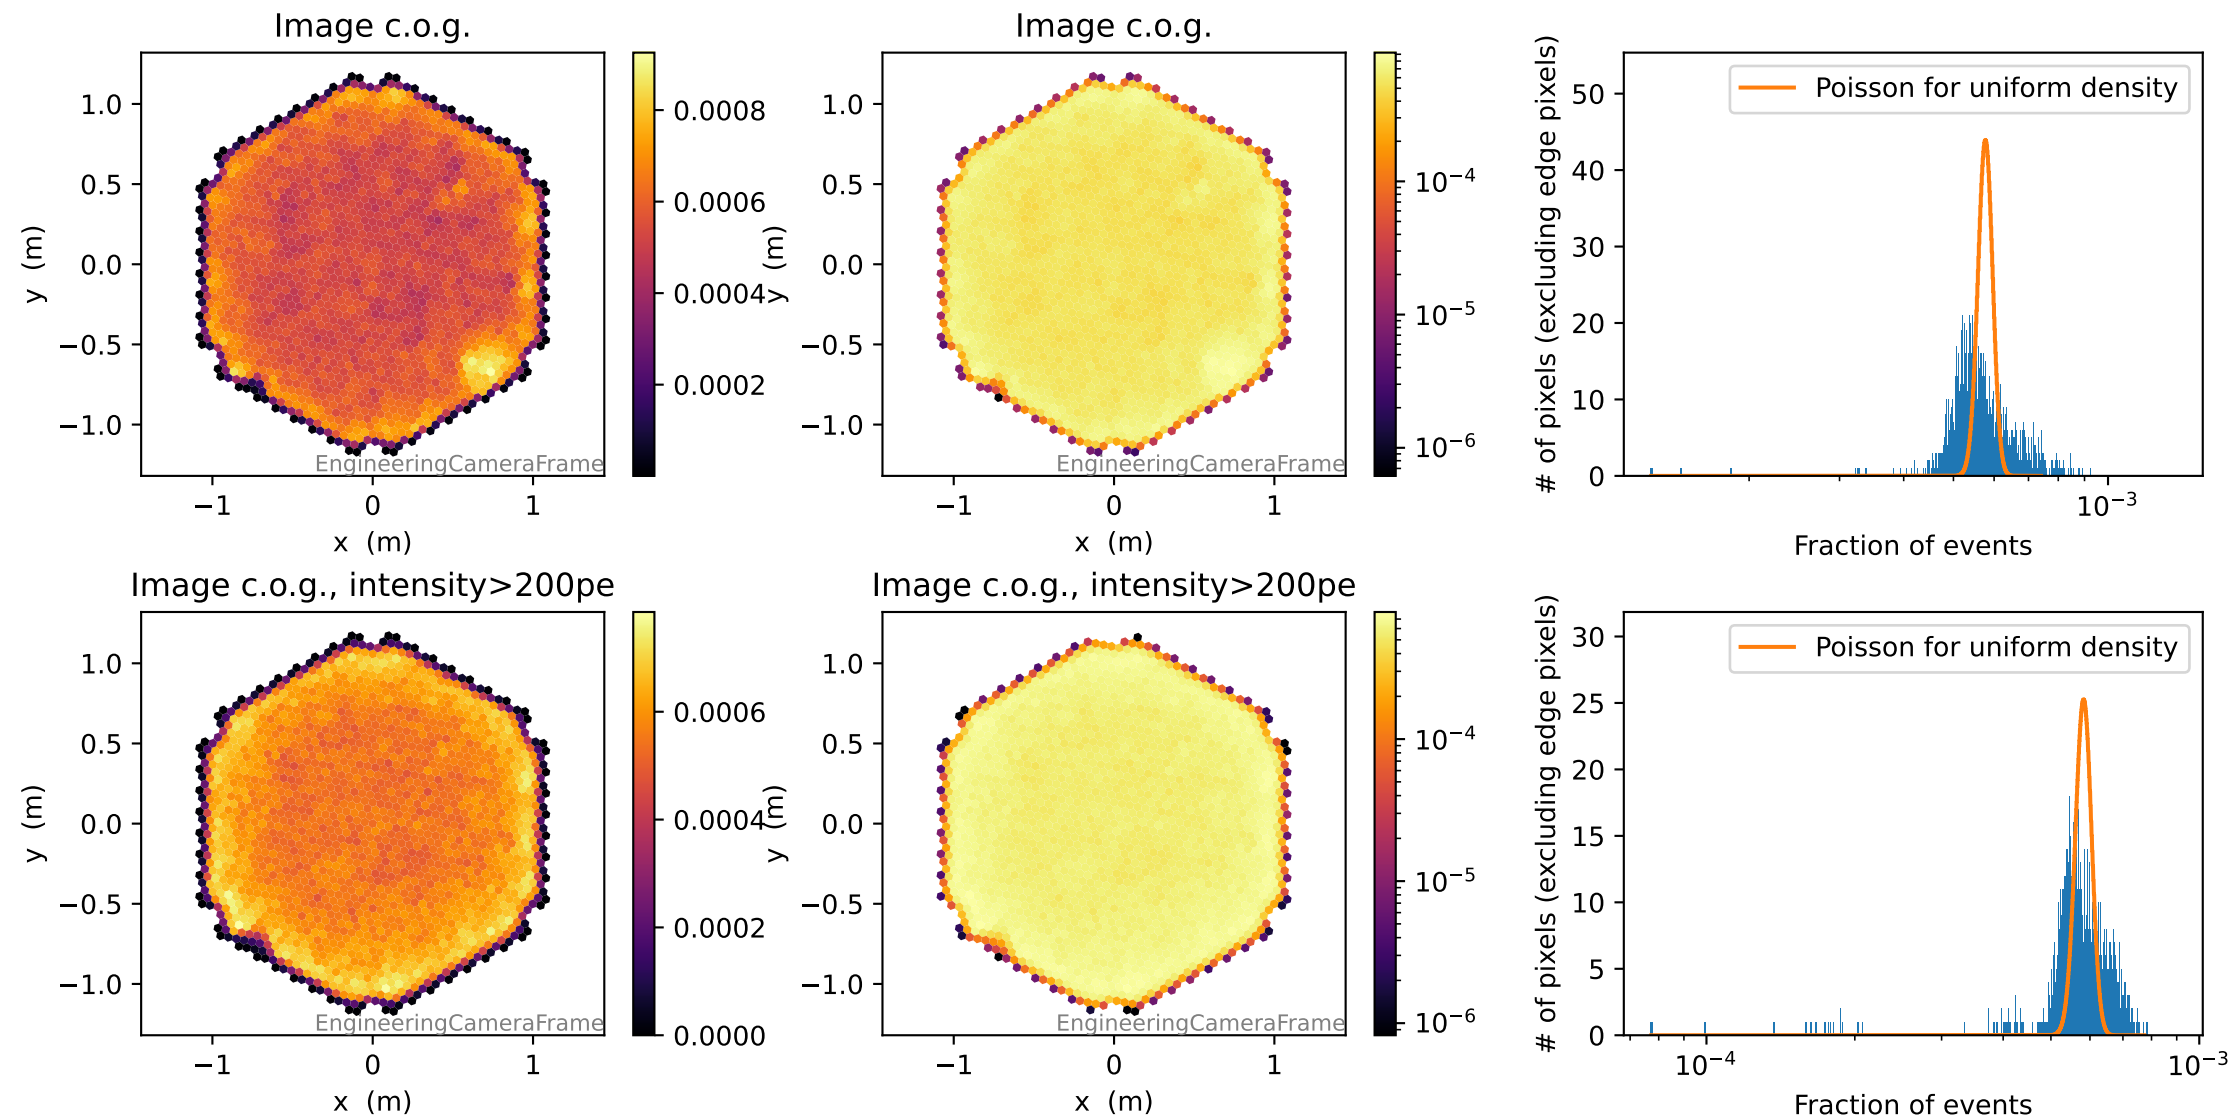 Image c.o.g.
1.0
0.5
0.0
−0.5
−1.0
y (m)
−1
0
1
x (m)
EngineeringCameraFrame
0.0008
0.0006
0.0004
0.0002
Image c.o.g.
1.0
0.5
0.0
−0.5
−1.0
y (m)
−1
0
1
x (m)
EngineeringCameraFrame
10⁻⁴
10⁻⁵
10⁻⁶
# of pixels (excluding edge pixels)
50
40
30
20
10
0
Poisson for uniform density
10⁻³
Fraction of events
Image c.o.g., intensity>200pe
1.0
0.5
0.0
−0.5
−1.0
y (m)
−1
0
1
x (m)
EngineeringCameraFrame
0.0006
0.0004
0.0002
0.0000
Image c.o.g., intensity>200pe
1.0
0.5
0.0
−0.5
−1.0
y (m)
−1
0
1
x (m)
EngineeringCameraFrame
10⁻⁴
10⁻⁵
10⁻⁶
# of pixels (excluding edge pixels)
30
25
20
15
10
5
0
Poisson for uniform density
10⁻⁴
10⁻³
Fraction of events